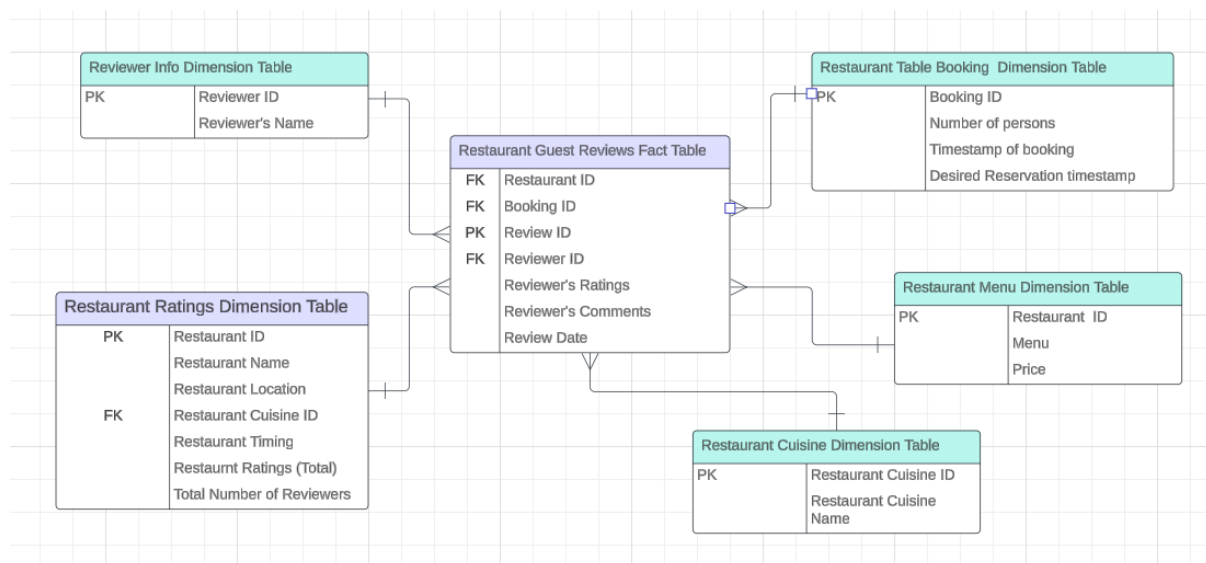 Reviewer Info Dimension Table
PK Reviewer ID
Reviewer's Name
Restaurant Table Booking Dimension Table
PK Booking ID
Number of persons
Timestamp of booking
Desired Reservation timestamp
Restaurant Guest Reviews Fact Table
FK Restaurant ID
FK Booking ID
PK Review ID
FK Reviewer ID
Reviewer's Ratings
Reviewer's Comments
Review Date
Restaurant Ratings Dimension Table
PK Restaurant ID
Restaurant Name
Restaurant Location
FK Restaurant Cuisine ID
Restaurant Timing
Restaurnt Ratings (Total)
Total Number of Reviewers
Restaurant Menu Dimension Table
PK Restaurant ID
Menu
Price
Restaurant Cuisine Dimension Table
PK Restaurant Cuisine ID
Restaurant Cuisine
Name